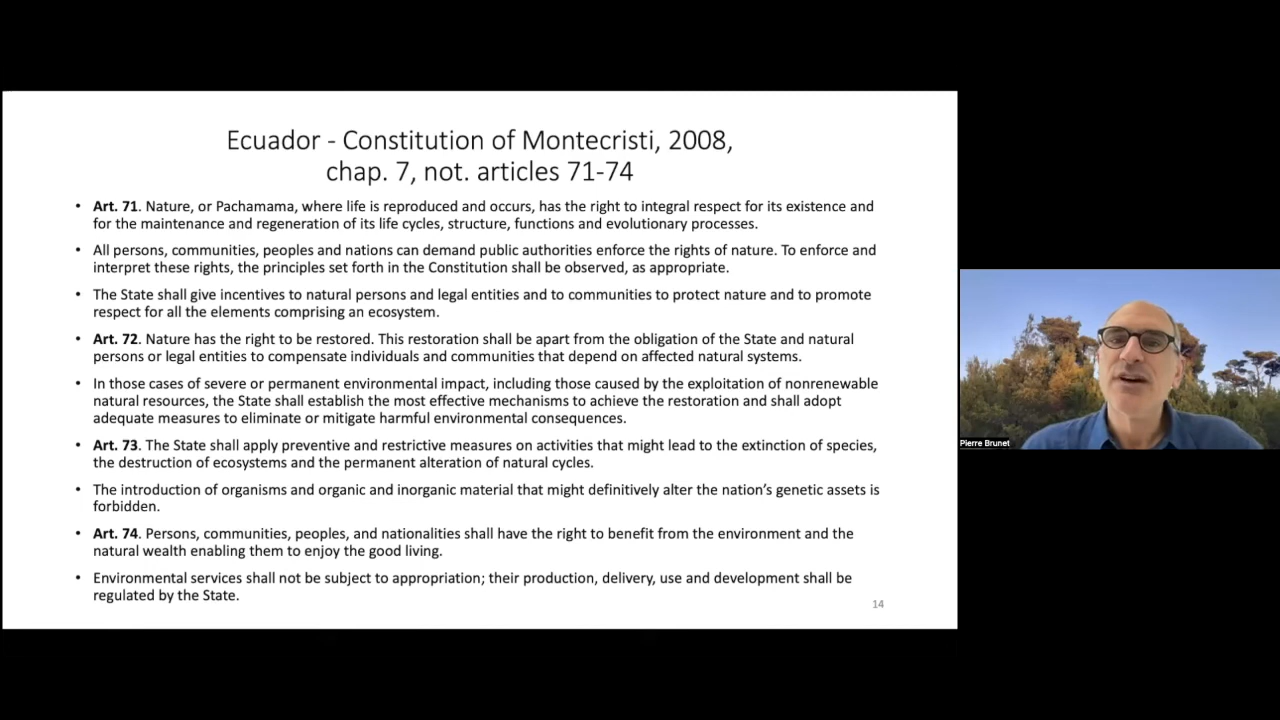 Ecuador - Constitution of Montecristi, 2008,
chap. 7, not. articles 71-74
• Art. 71. Nature, or Pachamama, where life is reproduced and occurs, has the right to integral respect for its existence and
for the maintenance and regeneration of its life cycles, structure, functions and evolutionary processes.
• All persons, communities, peoples and nations can demand public authorities enforce the rights of nature. To enforce and
interpret these rights, the principles set forth in the Constitution shall be observed, as appropriate.
• The State shall give incentives to natural persons and legal entities and to communities to protect nature and to promote
respect for all the elements comprising an ecosystem.
• Art. 72. Nature has the right to be restored. This restoration shall be apart from the obligation of the State and natural
persons or legal entities to compensate individuals and communities that depend on affected natural systems.
• In those cases of severe or permanent environmental impact, including those caused by the exploitation of nonrenewable
natural resources, the State shall establish the most effective mechanisms to achieve the restoration and shall adopt
adequate measures to eliminate or mitigate harmful environmental consequences.
• Art. 73. The State shall apply preventive and restrictive measures on activities that might lead to the extinction of species,
the destruction of ecosystems and the permanent alteration of natural cycles.
• The introduction of organisms and organic and inorganic material that might definitively alter the nation's genetic assets is
forbidden.
• Art. 74. Persons, communities, peoples, and nationalities shall have the right to benefit from the environment and the
natural wealth enabling them to enjoy the good living.
• Environmental services shall not be subject to appropriation; their production, delivery, use and development shall be
regulated by the State.
14
Pierre Brunet